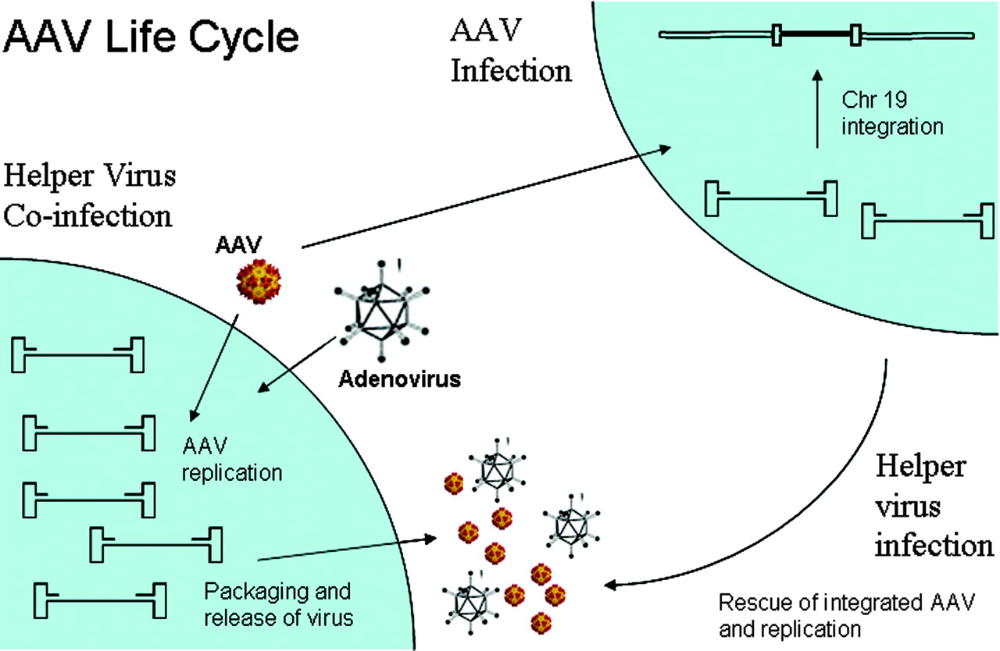 AAV Life Cycle
AAV
Infection
Chr 19
integration
Helper Virus
Co-infection
AAV
Adenovirus
AAV
replication
Packaging and
release of virus
Helper
virus
infection
Rescue of integrated AAV
and replication